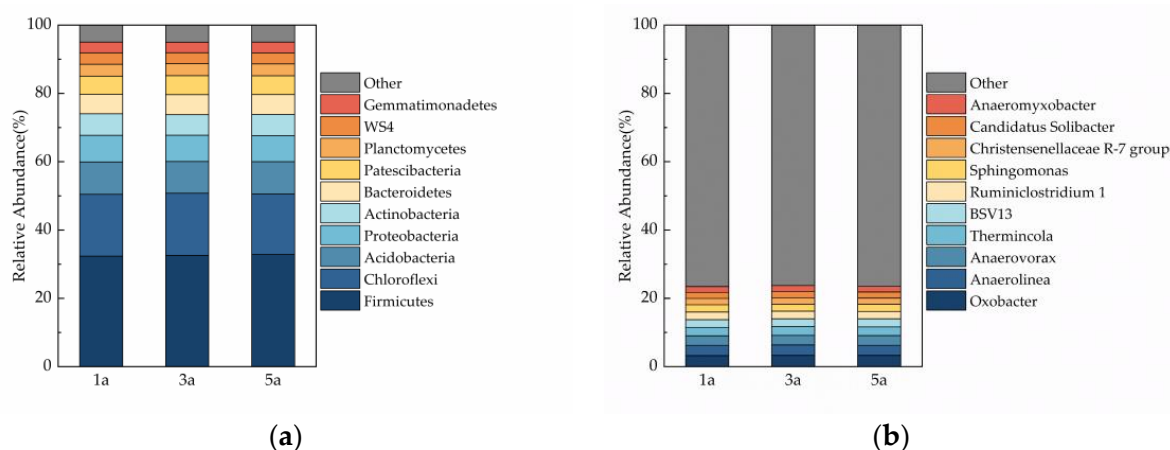 100
80
60
40
20
0
Relative Abundance(%)
1a 3a 5a
Other
Gemmatimonadetes
WS4
Planctomycetes
Patescibacteria
Bacteroidetes
Actinobacteria
Proteobacteria
Acidobacteria
Chloroflexi
Firmicutes
(a)
100
80
60
40
20
0
Relative Abundance(%)
1a 3a 5a
Other
Anaeromyxobacter
Candidatus Solibacter
Christensenellaceae R-7 group
Sphingomonas
Ruminiclostridium 1
BSV13
Thermincola
Anaerovorax
Anaerolinea
Oxobacter
(b)